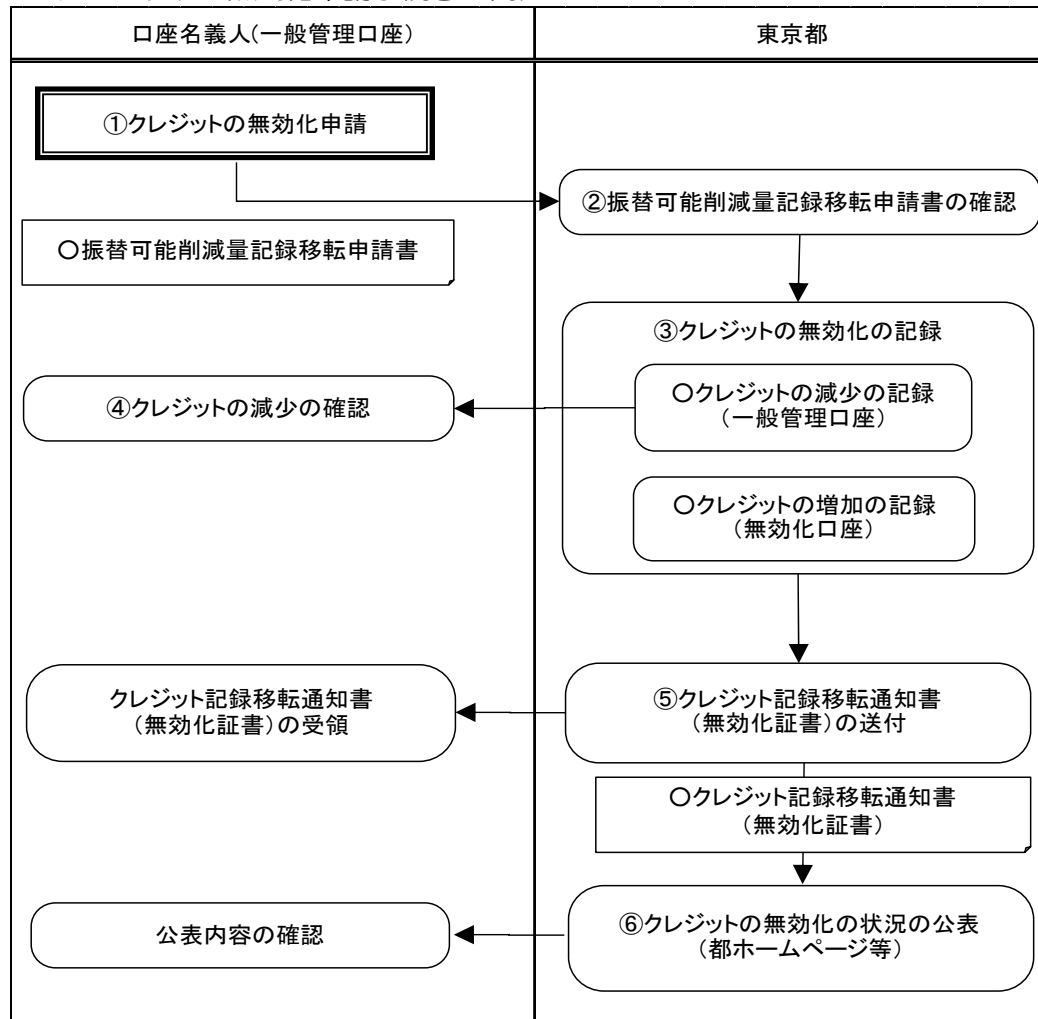 口座名義人(一般管理口座)
東京都
①クレジットの無効化申請
②振替可能削減量記録移転申請書の確認
〇振替可能削減量記録移転申請書
③クレジットの無効化の記録
〇クレジットの減少の記録
(一般管理口座)
④クレジットの減少の確認
〇クレジットの増加の記録
(無効化口座)
クレジット記録移転通知書
(無効化証書)の受領
⑤クレジット記録移転通知書
(無効化証書)の送付
〇クレジット記録移転通知書
(無効化証書)
公表内容の確認
⑥クレジットの無効化の状況の公表
(都ホームページ等)